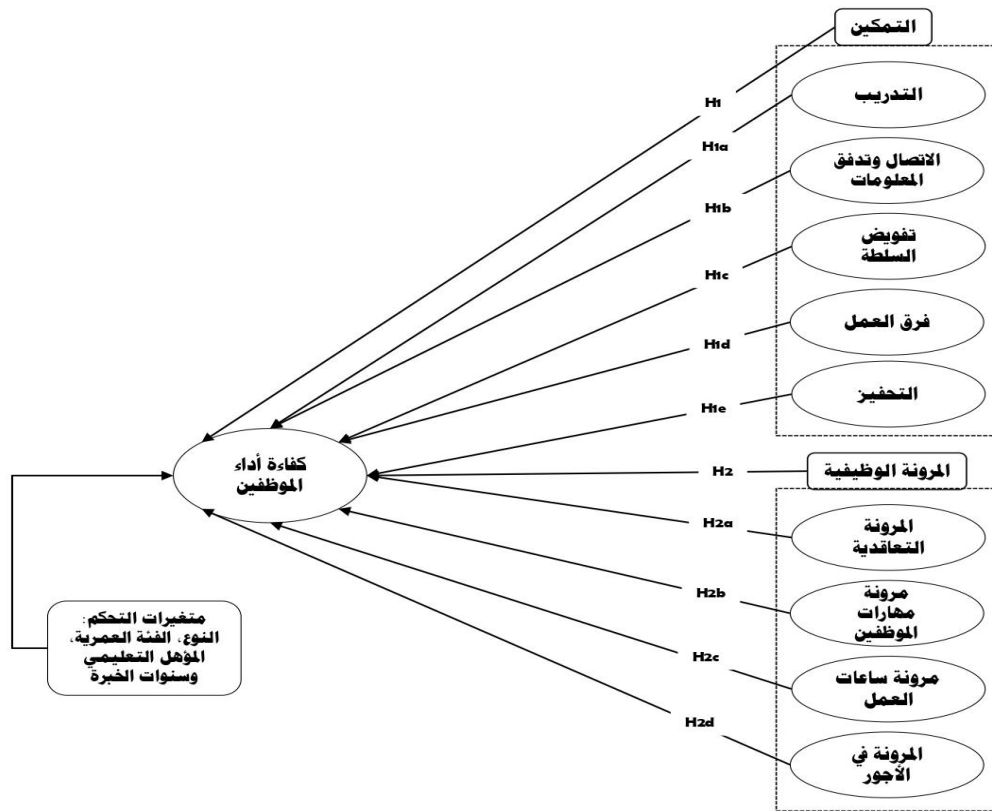 التمكين
التدريب
H1
H1a
الاتصال وتدفق
المعلومات
H1b
تفويض
السلطة
H1c
فرق العمل
H1d
التحفيز
H1e
كفاءة أداء
الموظفين
المرونة الوظيفية
H2
المرونة
التعاقدية
H2a
مرونة
مهارات
الموظفين
H2b
مرونة ساعات
العمل
H2c
المرونة في
الأجور
H2d
متغيرات التحكم:
النوع، الفئة العمرية،
المؤهل التعليمي
وسنوات الخبرة